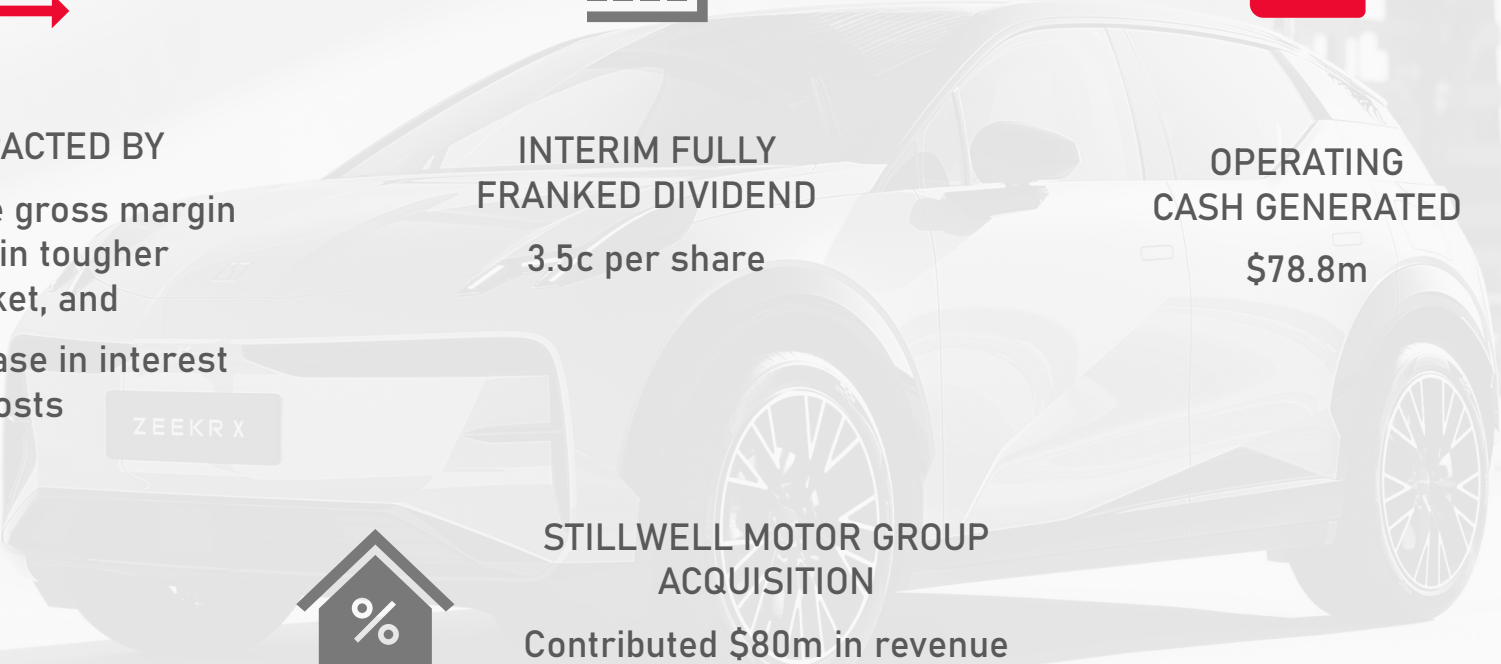 ACTED BY
gross margin
in tougher
ket, and
ase in interest
osts
INTERIM FULLY
FRANKED DIVIDEND
3.5c per share
OPERATING
CASH GENERATED
$78.8m
ZEEKR X
%
STILLWELL MOTOR GROUP
ACQUISITION
Contributed $80m in revenue